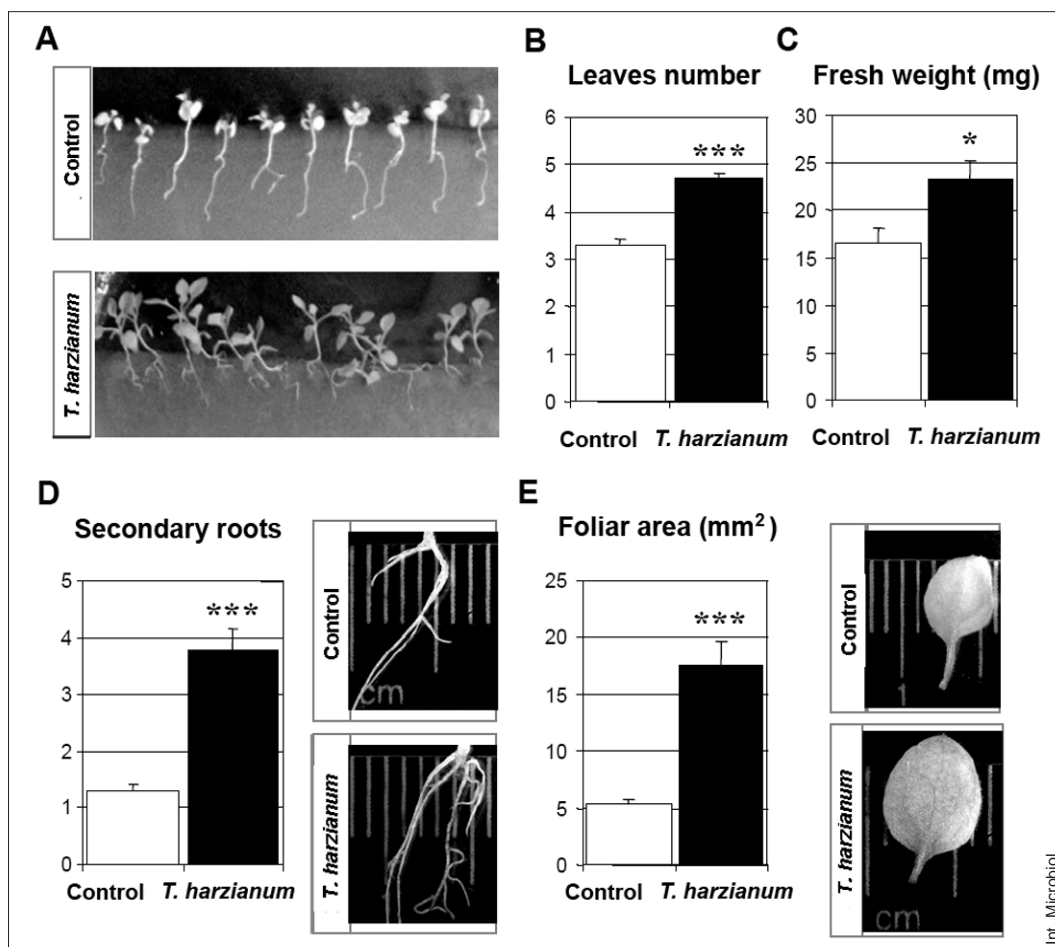 A
Control
T. harzianum
B
Leaves number
6
5
4
3
2
1
0
***
Control T. harzianum
C
Fresh weight (mg)
30
25
20
15
10
5
0
*
Control T. harzianum
D
Secondary roots
5
4
3
2
1
0
***
Control T. harzianum
Control
cm
T. harzianum
E
Foliar area (mm²)
25
20
15
10
5
0
***
Control T. harzianum
Control
1
T. harzianum
cm
Int. Microbiol